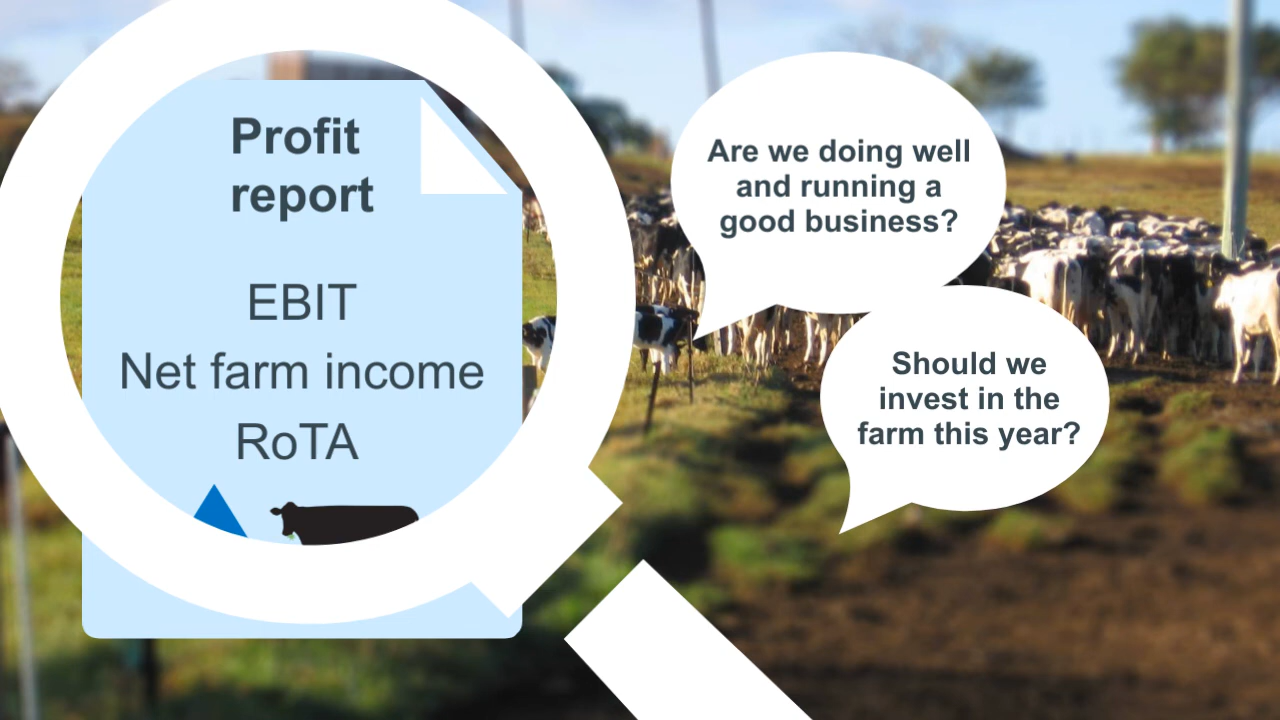 Profit
report
EBIT
Net farm income
RoTA
Are we doing well
and running a
good business?
Should we
invest in the
farm this year?